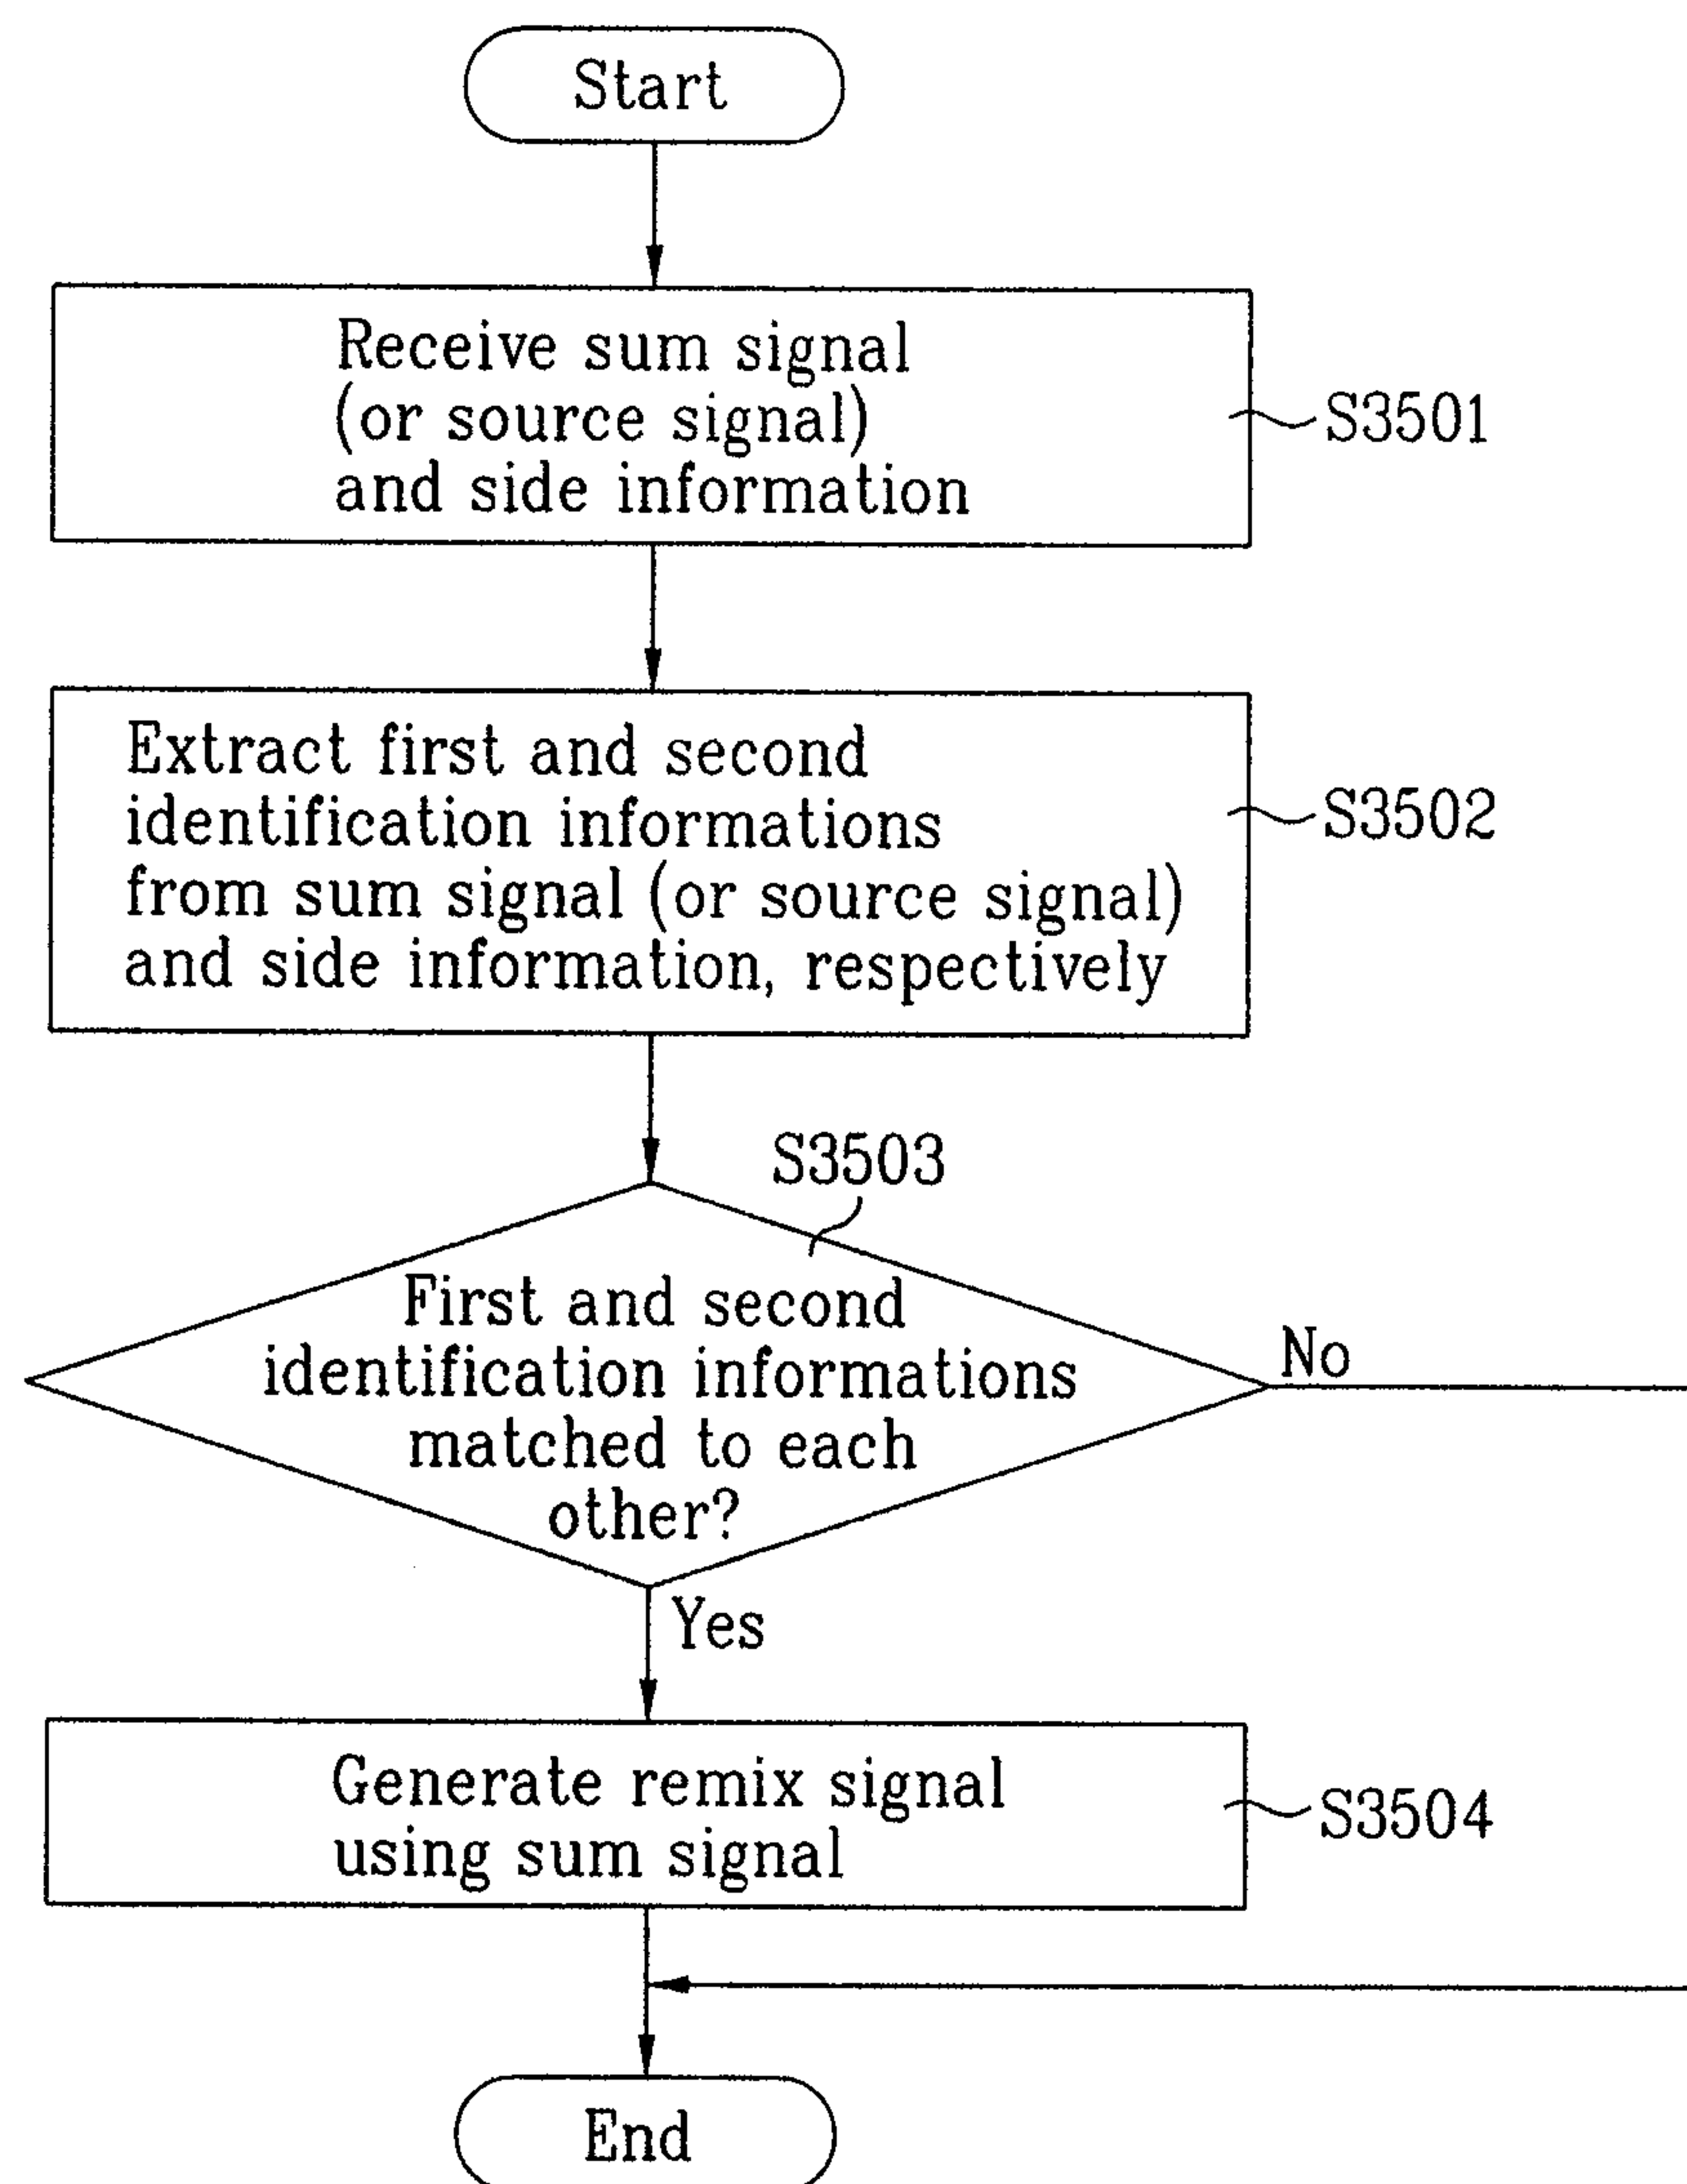 Start
Receive sum signal
(or source signal)
and side information
S3501
Extract first and second
identification informations
from sum signal (or source signal)
and side information, respectively
S3502
S3503
First and second
identification informations
matched to each
other?
No
Yes
Generate remix signal
using sum signal
S3504
End